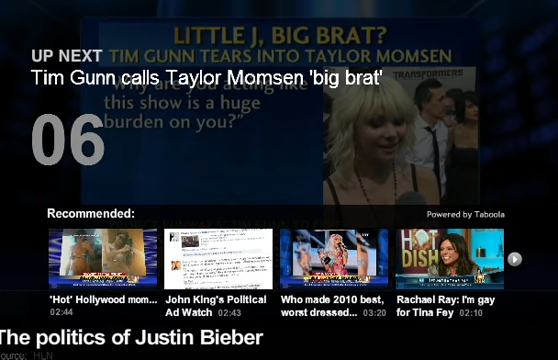 LITTLE J, BIG BRAT?
TIM GUNN TEARS INTO TAYLOR MOMSEN
UP NEXT
Tim Gunn calls Taylor Momsen 'big brat'
TRANSFORMERS
"Why are you acting like
this show is a huge
burden on you?"
06
Recommended:
Powered by Taboola
HOT
DISH
'Hot' Hollywood mom...
02:44
John King's Political
Ad Watch 02:43
Who made 2010 best,
worst dressed... 03:20
Rachael Ray: I'm gay
for Tina Fey 02:10
The politics of Justin Bieber
Source: HLN